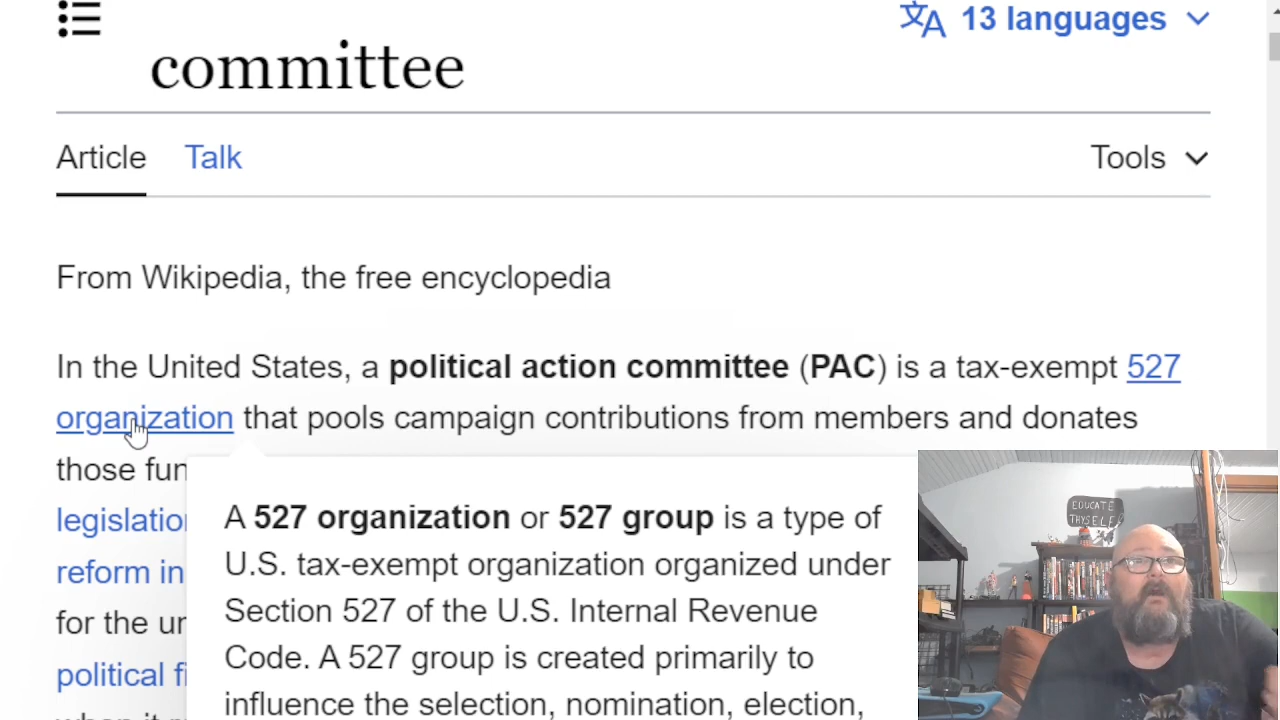 13 languages
committee
Article Talk Tools
From Wikipedia, the free encyclopedia
In the United States, a political action committee (PAC) is a tax-exempt 527
organization that pools campaign contributions from members and donates
those fun
legislation
reform in
for the un
political fi
A 527 organization or 527 group is a type of
U.S. tax-exempt organization organized under
Section 527 of the U.S. Internal Revenue
Code. A 527 group is created primarily to
influence the selection, nomination, election,
EDUCATE
THYSELF